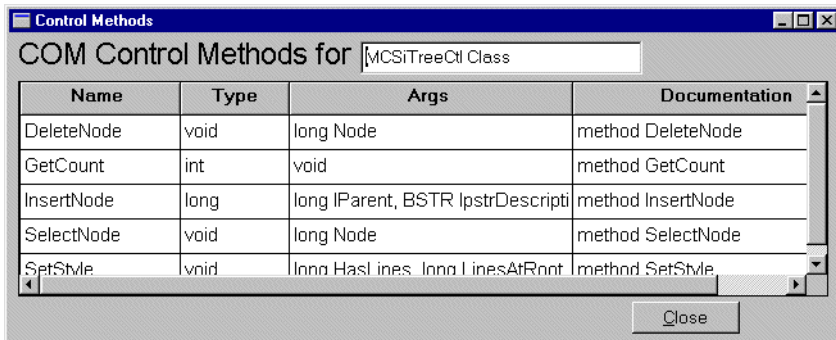 Control Methods
COM Control Methods for MCSiTreeCtl Class
Name Type Args Documentation
DeleteNode void long Node method DeleteNode
GetCount int void method GetCount
InsertNode long long lParent, BSTR lpstrDescripti method InsertNode
SelectNode void long Node method SelectNode
SetStyle void long HasLines, long LinesAtRoot, method SetStyle
Close